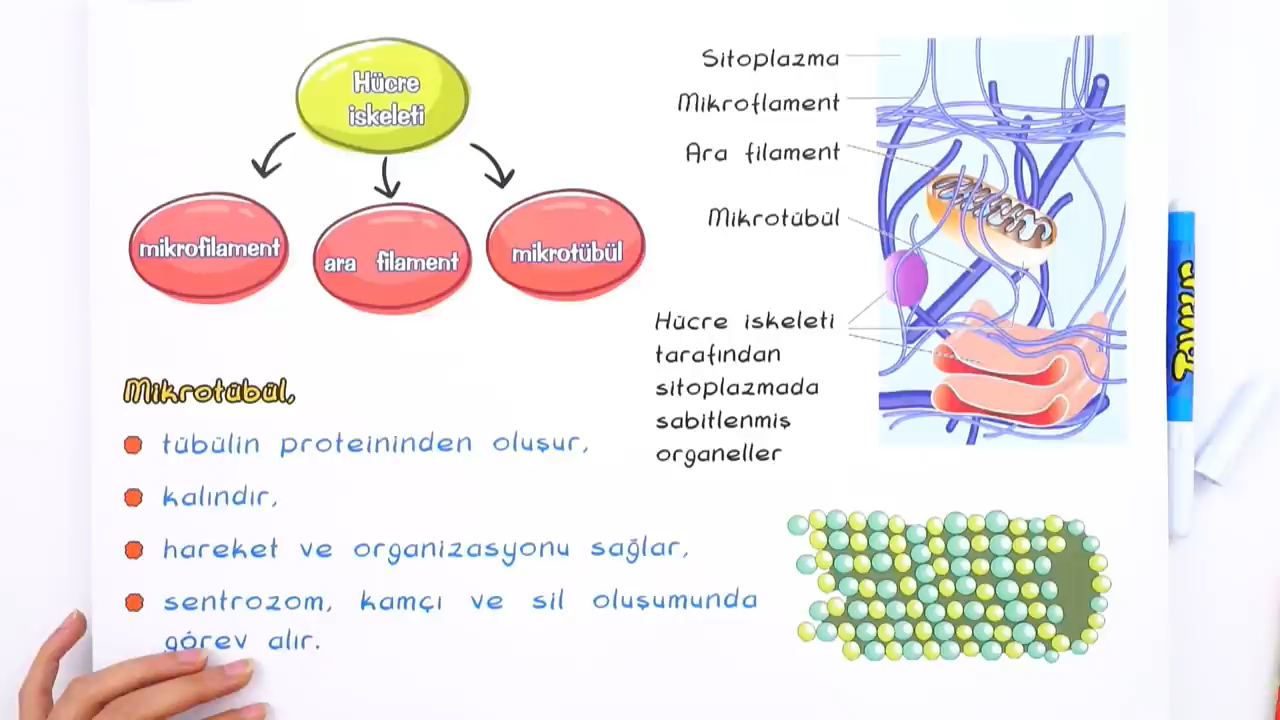 Hücre
iskeleti
mikrofilament
ara filament
mikrotübül
Sitoplazma
Mikroflament
Ara filament
Mikrotübül
Hücre iskeleti
tarafından
sitoplazmada
sabitlenmiş
organeller
Mikrotübül,
tübülin proteininden oluşur,
kalındır,
hareket ve organizasyonu sağlar,
sentrozom, kamçı ve sil oluşumunda
görev alır.